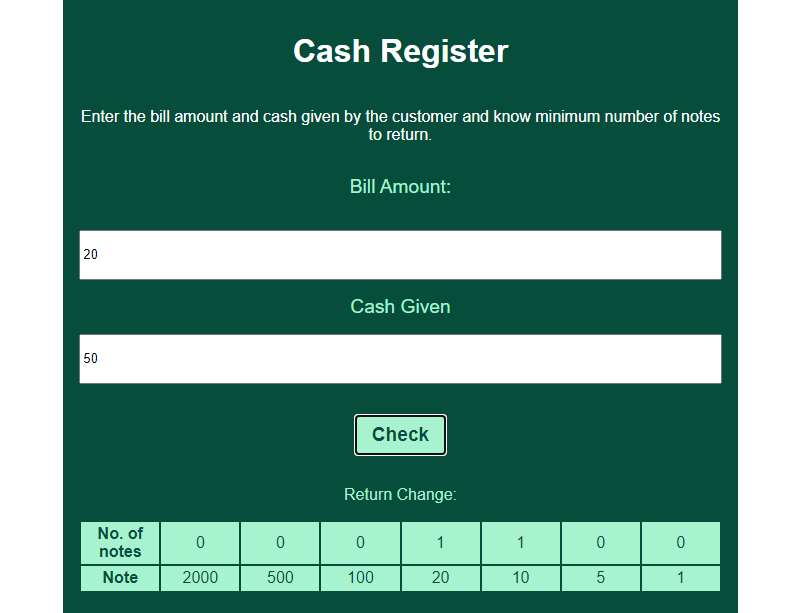 Cash Register
Enter the bill amount and cash given by the customer and know minimum number of notes
to return.
Bill Amount:
20
Cash Given
50
Check
Return Change:
No. of notes 0 0 0 1 1 0 0
Note 2000 500 100 20 10 5 1